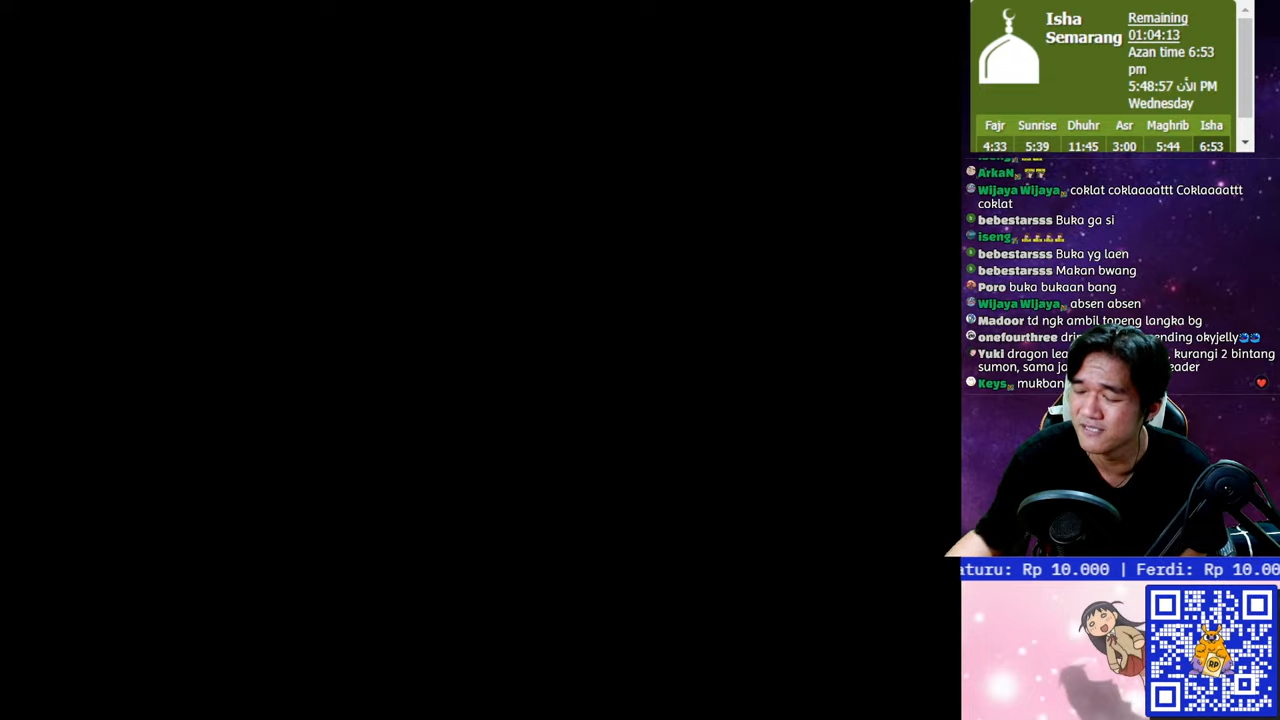 Isha
Semarang
Remaining
01:04:13
Azan time 6:53
pm
5:48:57 الأن PM
Wednesday
Fajr Sunrise Dhuhr Asr Maghrib Isha
4:33 5:39 11:45 3:00 5:44 6:53
iseng
ArkaN
Wijaya Wijaya coklat coklaaaattt Coklaaaattt
coklat
bebestarsss Buka ga si
iseng
bebestarsss Buka yg laen
bebestarsss Makan bwang
Poro buka bukaan bang
Wijaya Wijaya absen absen
Madoor td ngk ambil topeng langka bg
onefourthree okyjelly
Yuki dragon kurangi 2 bintang
sumon, sama
Keys
aturu: Rp 10.000 | Ferdi: Rp 10.00
RP